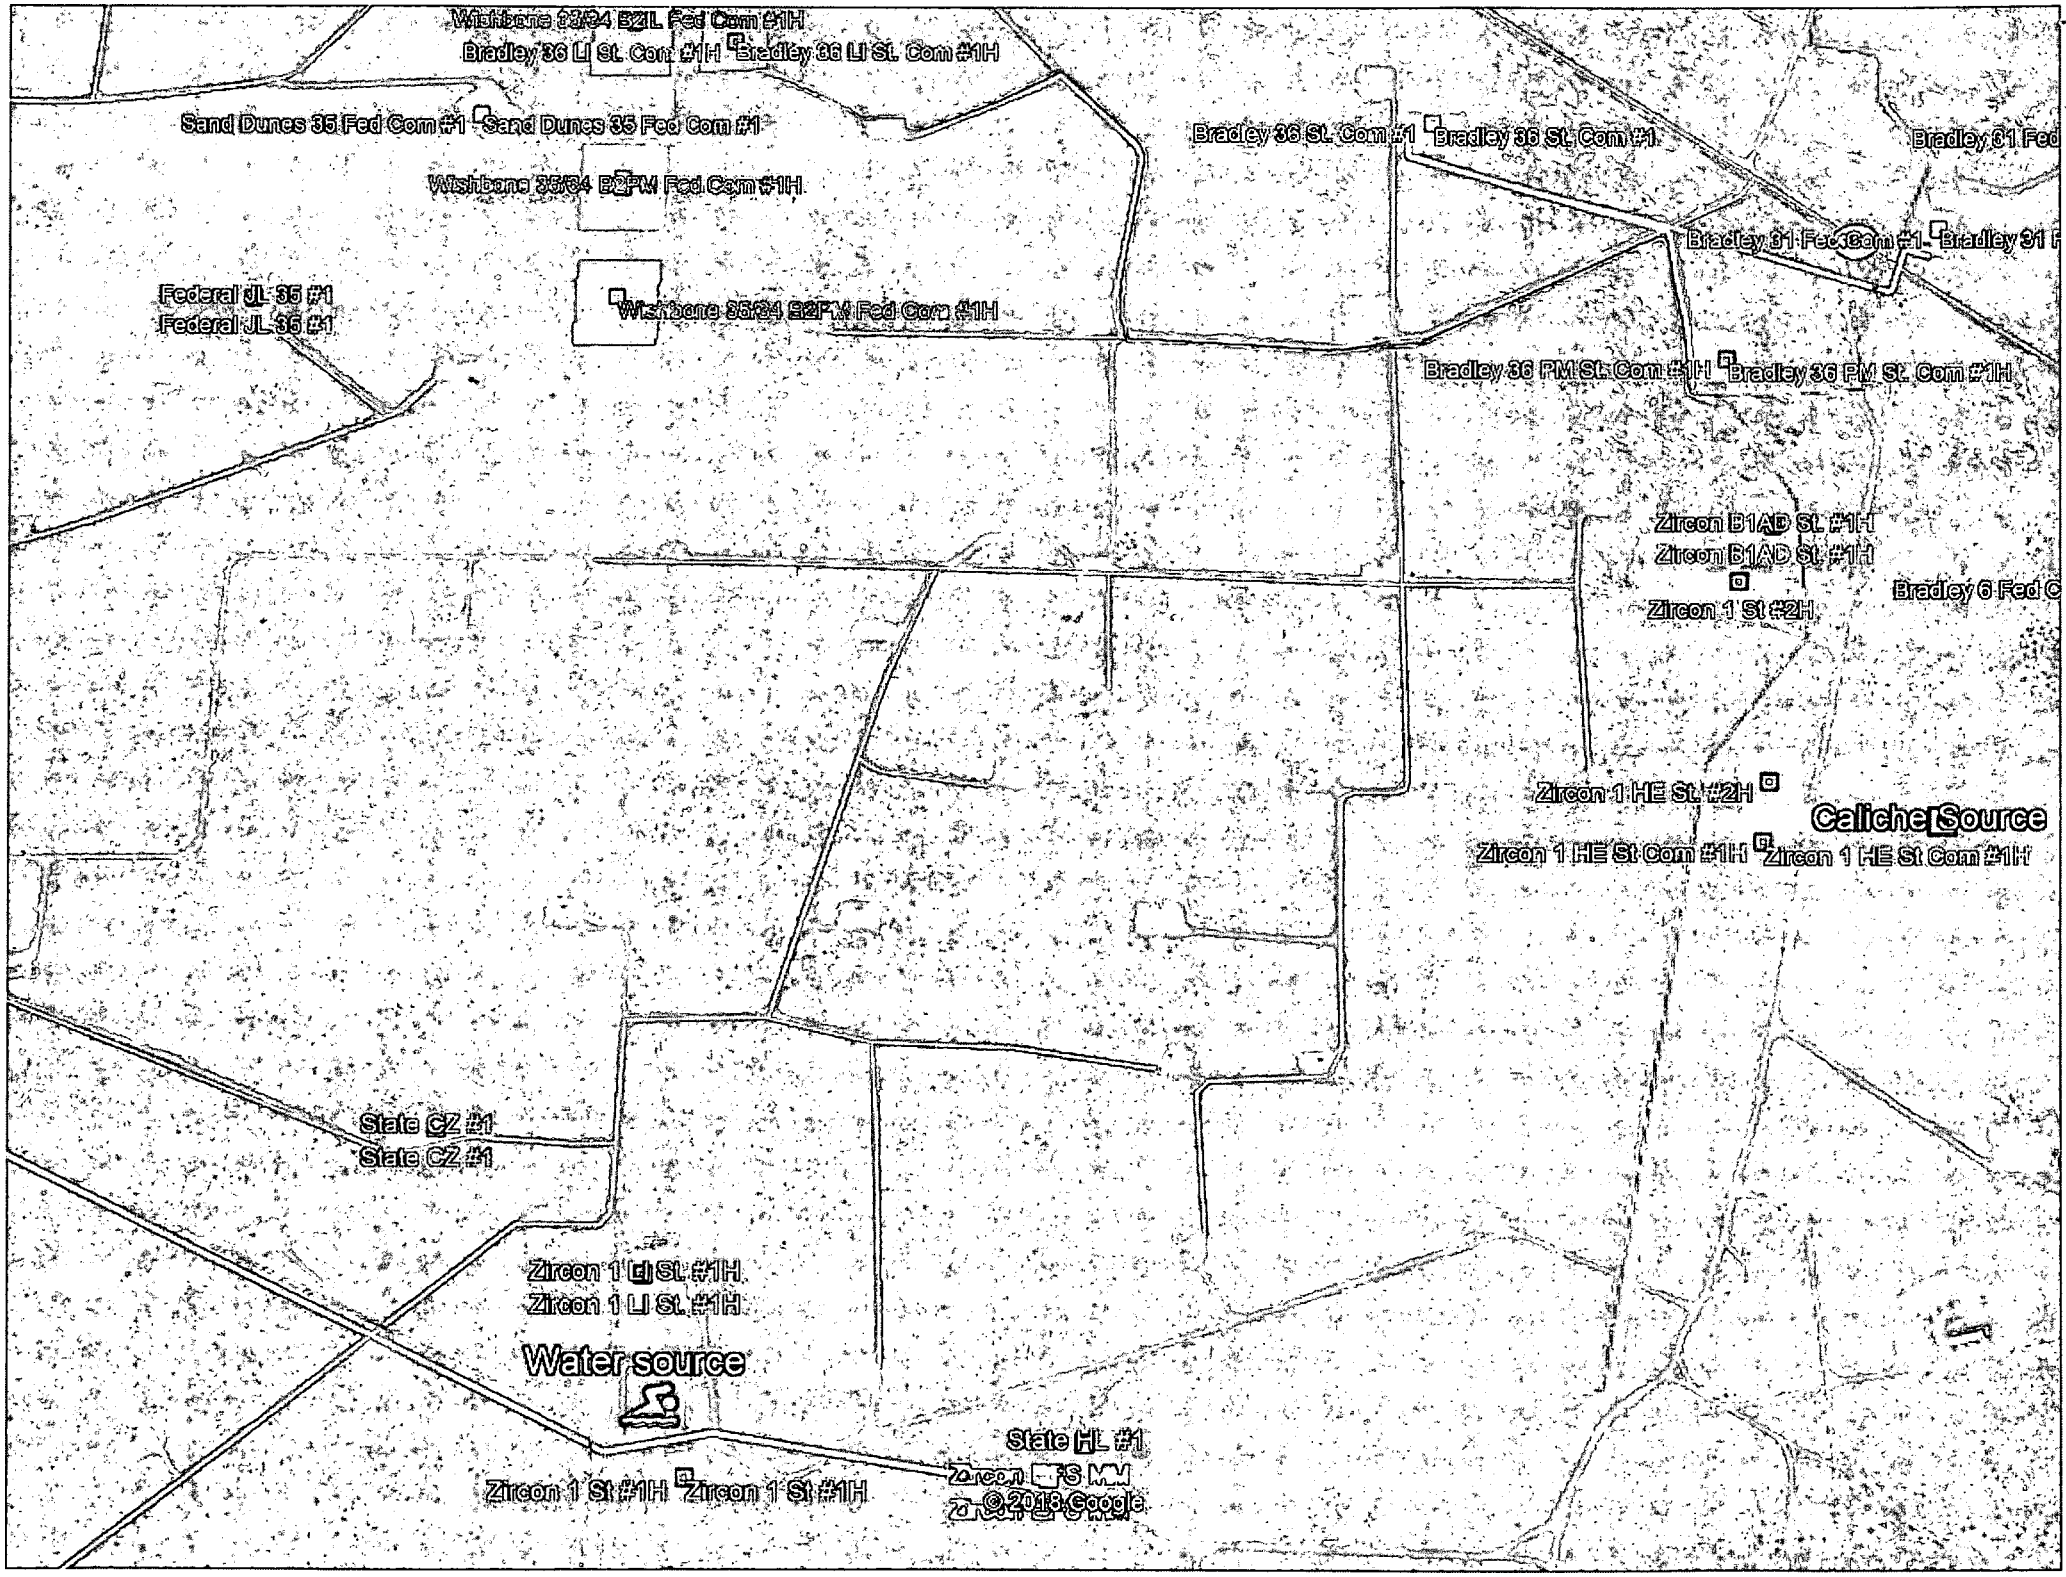 Wishbone 35/34 B2IL Fed Com #1H
Bradley 36 LI St. Com #1H Bradley 36 LI St. Com #1H
Sand Dunes 35 Fed Com #1 Sand Dunes 35 Fed Com #1
Bradley 36 St. Com #1 Bradley 36 St. Com #1
Bradley 31 Fed
Wishbone 35/34 B2PM Fed Com #1H
Bradley 31 Fed Com #1 Bradley 31 F
Federal JL 35 #1
Wishbone 35/34 B2PM Fed Com #1H
Federal JL 35 #1
Bradley 36 PM St. Com #1H Bradley 36 PM St. Com #1H
Zircon B1AD St. #1H
Zircon B1AD St. #1H
Bradley 6 Fed C
Zircon 1 St #2H
Zircon 1 HE St. #2H
Caliche Source
Zircon 1 HE St Com #1H Zircon 1 HE St Com #1H
State CZ #1
State CZ #1
Zircon 1 LI St. #1H
Zircon 1 LI St. #1H
Water source
State HL #1
Zircon
Zircon 1 St #1H Zircon 1 St #1H
© 2018 Google